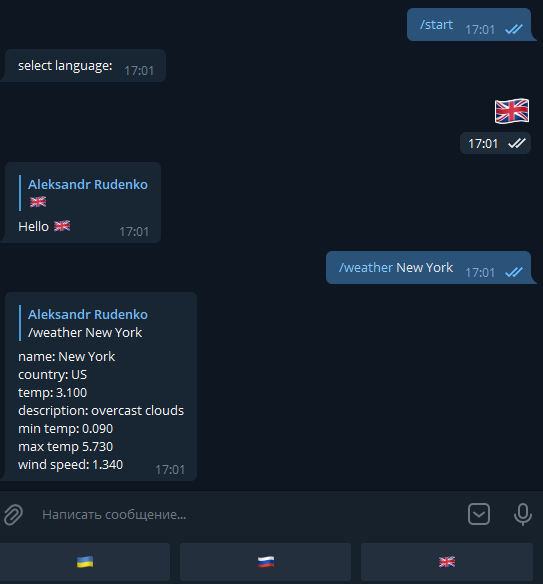 /start 17:01
select language: 17:01
🇬🇧
17:01
Aleksandr Rudenko
🇬🇧
Hello 🇬🇧 17:01
/weather New York 17:01
Aleksandr Rudenko
/weather New York
name: New York
country: US
temp: 3.100
description: overcast clouds
min temp: 0.090
max temp 5.730
wind speed: 1.340 17:01
Написать сообщение...
🇺🇦 🇷🇺 🇬🇧